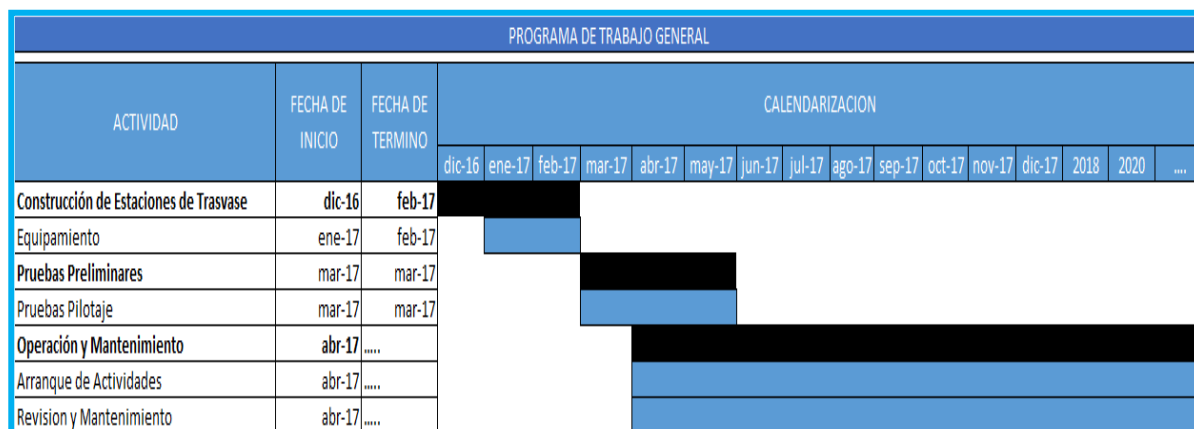 PROGRAMA DE TRABAJO GENERAL
ACTIVIDAD FECHA DE INICIO FECHA DE TERMINO CALENDARIZACION
dic-16 ene-17 feb-17 mar-17 abr-17 may-17 jun-17 jul-17 ago-17 sep-17 oct-17 nov-17 dic-17 2018 2020 ....
Construcción de Estaciones de Trasvase dic-16 feb-17
Equipamiento ene-17 feb-17
Pruebas Preliminares mar-17 mar-17
Pruebas Pilotaje mar-17 mar-17
Operación y Mantenimiento abr-17 .....
Arranque de Actividades abr-17 .....
Revision y Mantenimiento abr-17 .....